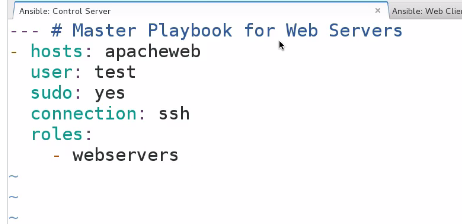 Ansible: Control Server × Ansible: Web Clie
--- # Master Playbook for Web Servers
- hosts: apacheweb
  user: test
  sudo: yes
  connection: ssh
  roles:
    - webservers
~
~
~